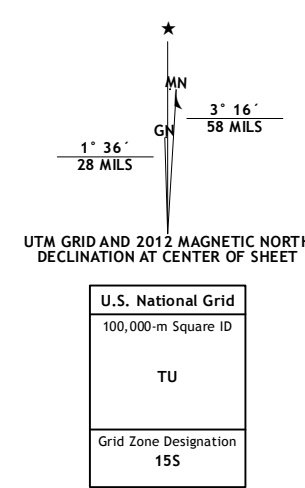 ★
MN
3° 16´
GN
58 MILS
1° 36´
28 MILS
UTM GRID AND 2012 MAGNETIC NORTH
DECLINATION AT CENTER OF SHEET
U.S. National Grid
100,000-m Square ID
TU
Grid Zone Designation
15S